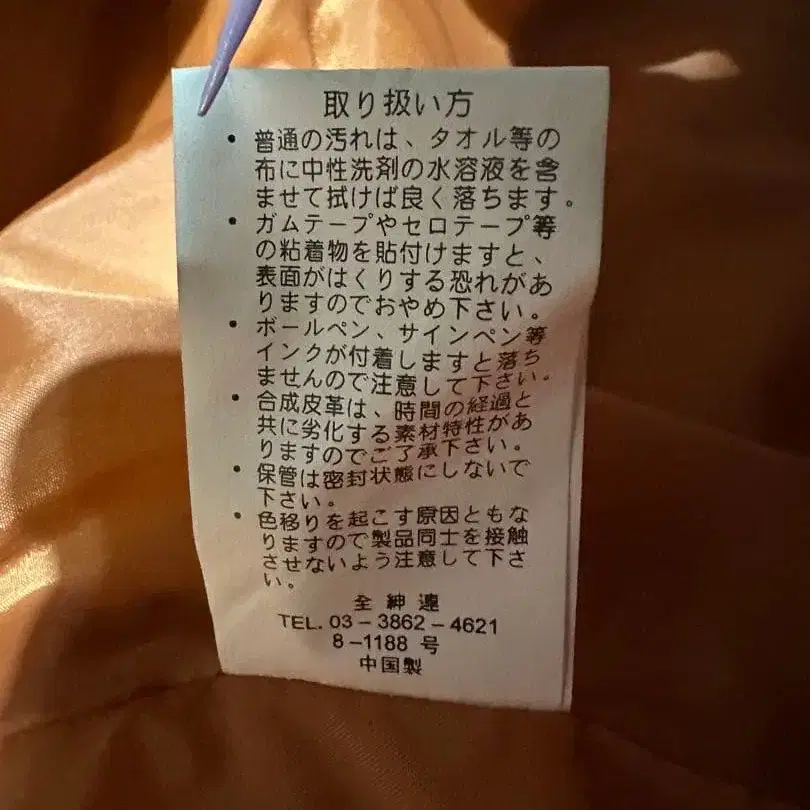 取り扱い方
・普通の汚れは、タオル等の
布に中性洗剤の水溶液を含
ませて拭けば良く落ちます。
・ガムテープやセロテープ等
の粘着物を貼付けますと、
表面がはくりする恐れがあ
りますのでおやめ下さい。
・ボールペン、サインペン等
インクが付着しますと落ち
ませんので注意して下さい。
・合成皮革は、時間の経過と
共に劣化する素材特性があ
りますのでご了承下さい。
・保管は密封状態にしないで
下さい。
・色移りを起こす原因ともな
りますので製品同士を接触
させないよう注意して下さ
い。
全紳連
TEL. 03-3862-4621
8-1188 号
中国製